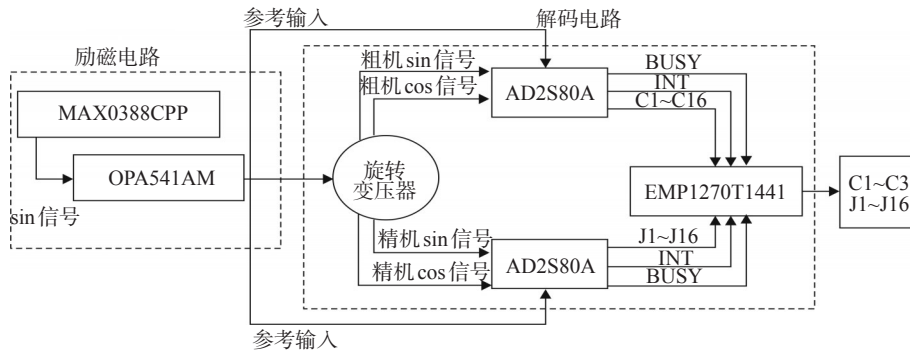 参考输入
解码电路
励磁电路
粗机sin信号
粗机cos信号
BUSY
INT
C1~C16
AD2S80A
MAX0388CPP
OPA541AM
sin信号
旋转
变压器
EMP1270T1441
C1~C3
J1~J16
精机sin信号
精机cos信号
AD2S80A
J1~J16
INT
BUSY
参考输入